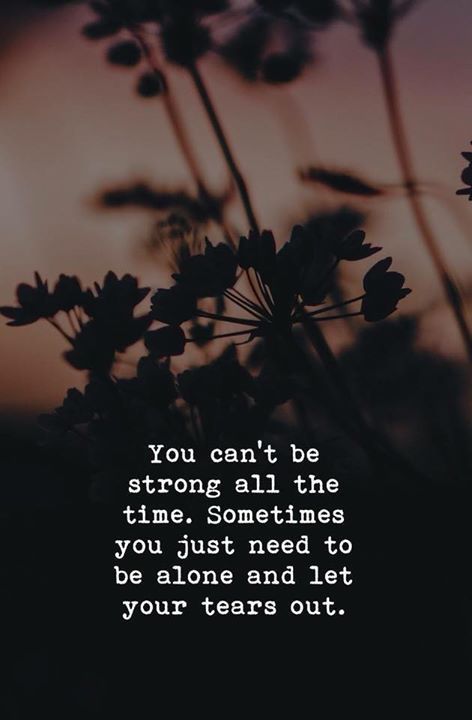 You can't be
strong all the
time. Sometimes
you just need to
be alone and let
your tears out.